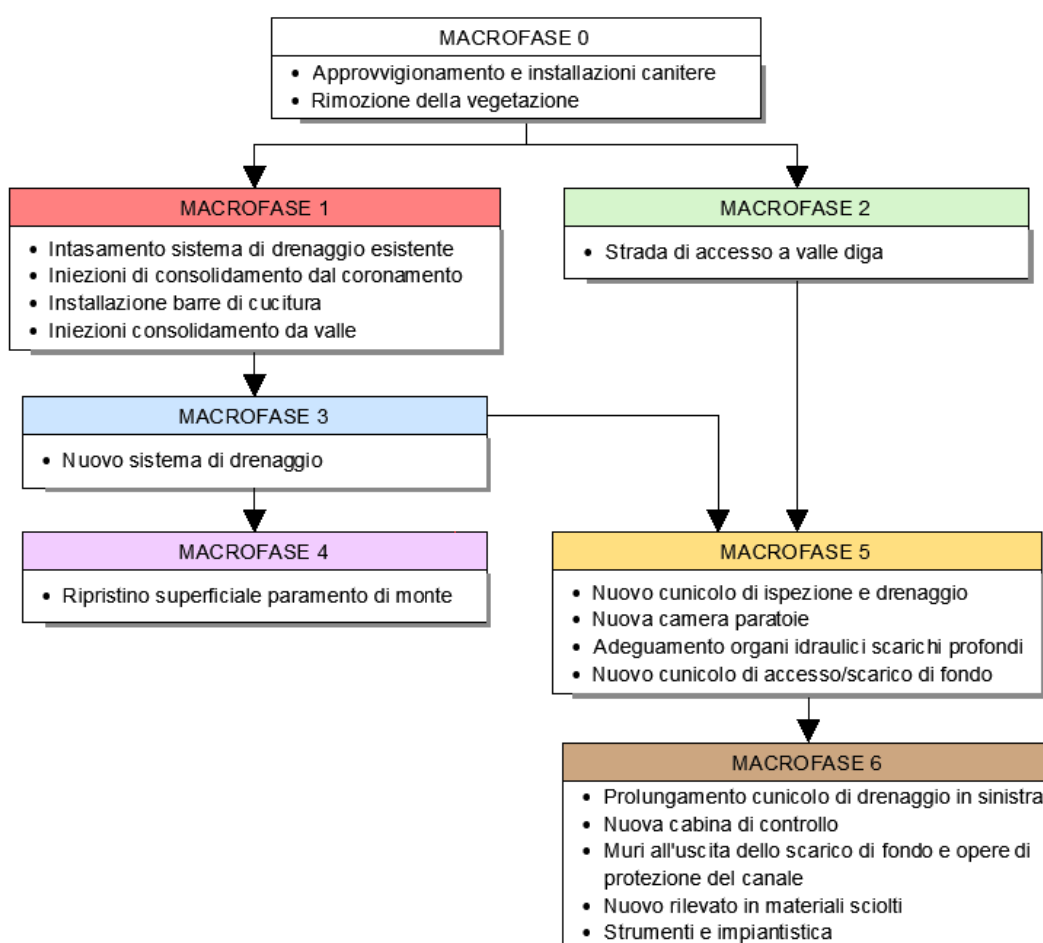 MACROFASE 0
• Approvvigionamento e installazioni canitere
• Rimozione della vegetazione
MACROFASE 1
• Intasamento sistema di drenaggio esistente
• Iniezioni di consolidamento dal coronamento
• Installazione barre di cucitura
• Iniezioni consolidamento da valle
MACROFASE 2
• Strada di accesso a valle diga
MACROFASE 3
• Nuovo sistema di drenaggio
MACROFASE 4
• Ripristino superficiale paramento di monte
MACROFASE 5
• Nuovo cunicolo di ispezione e drenaggio
• Nuova camera paratoie
• Adeguamento organi idraulici scarichi profondi
• Nuovo cunicolo di accesso/scarico di fondo
MACROFASE 6
• Prolungamento cunicolo di drenaggio in sinistra
• Nuova cabina di controllo
• Muri all'uscita dello scarico di fondo e opere di
protezione del canale
• Nuovo rilevato in materiali sciolti
• Strumenti e impiantistica